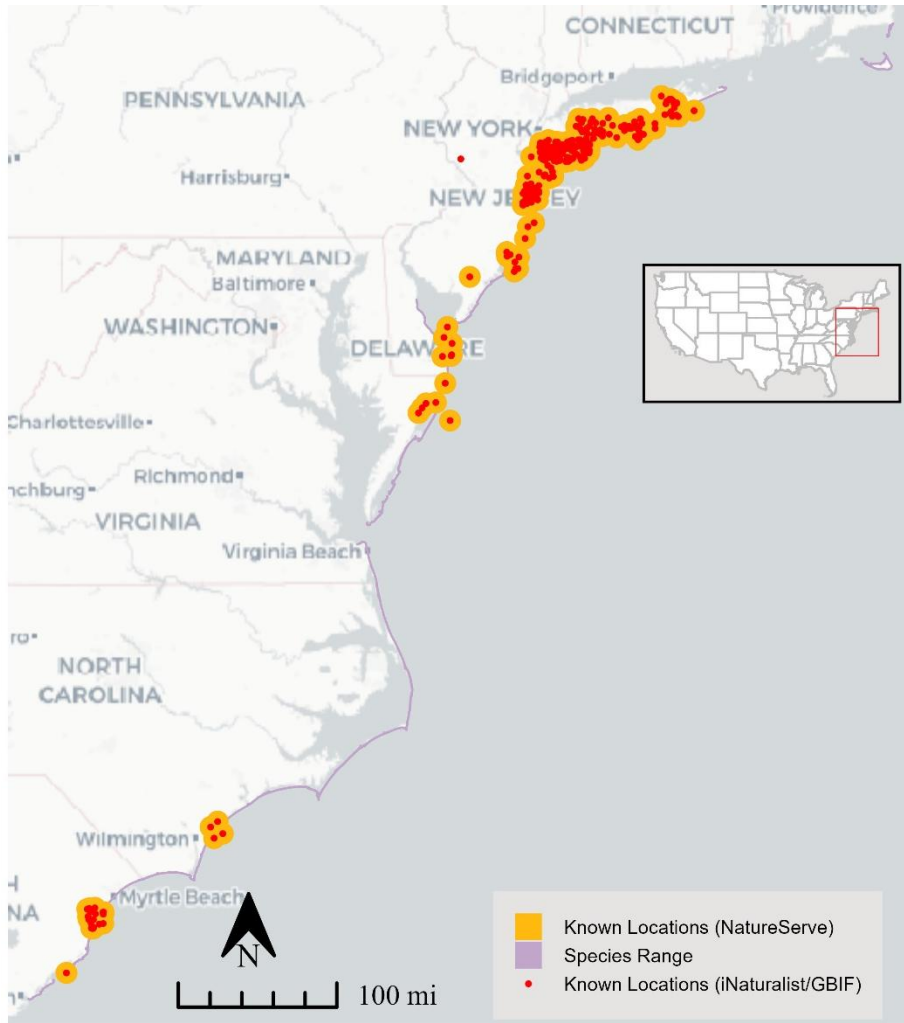 Providence
CONNECTICUT
Bridgeport
PENNSYLVANIA
NEW YORK
Harrisburg
NEW JERSEY
MARYLAND
Baltimore
WASHINGTON
DELAWARE
Charlottesville
Richmond
nchburg
VIRGINIA
Virginia Beach
ro
NORTH
CAROLINA
Wilmington
Myrtle Beach
H
NA
N
100 mi
n
Known Locations (NatureServe)
Species Range
Known Locations (iNaturalist/GBIF)